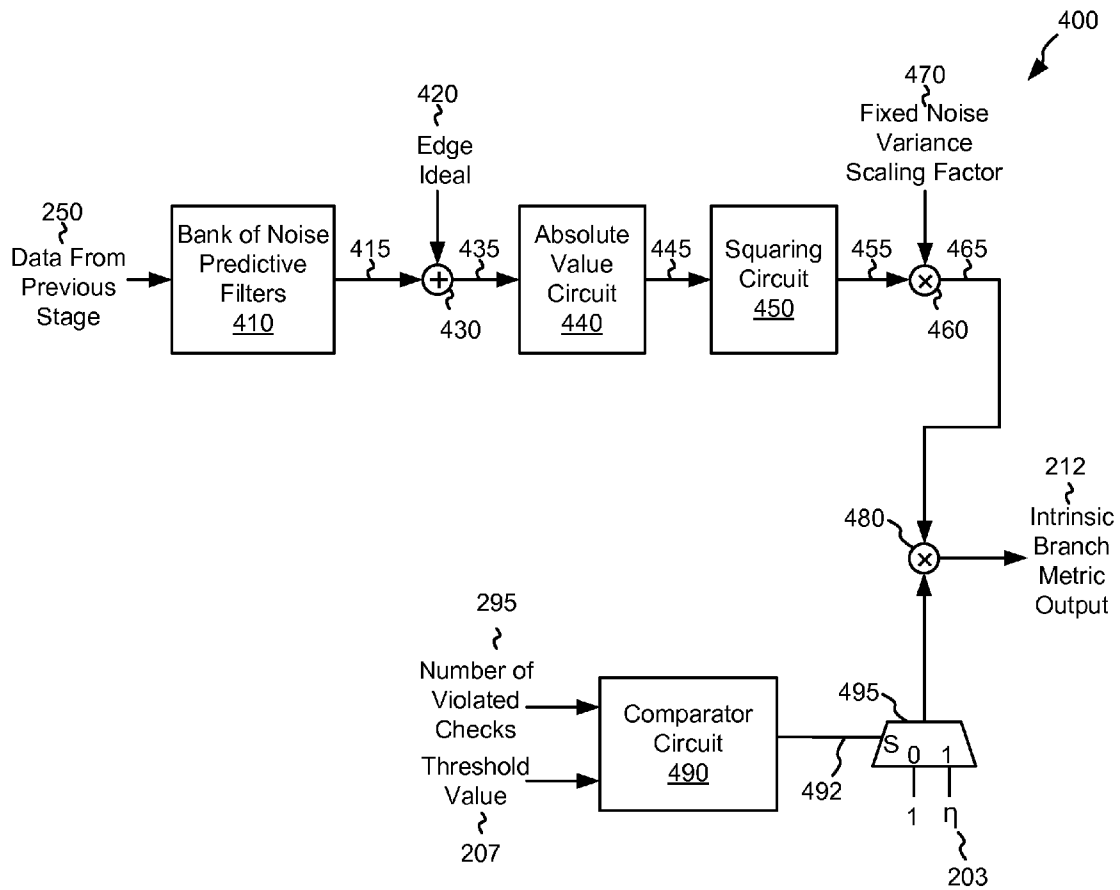 400
470
Fixed Noise
Variance
Scaling Factor
420
Edge
Ideal
250
Data From
Previous
Stage
Bank of Noise
Predictive
Filters
410
415
+
430
435
Absolute
Value
Circuit
440
445
Squaring
Circuit
450
455
×
460
465
480
×
212
Intrinsic
Branch
Metric
Output
295
Number of
Violated
Checks
Threshold
Value
207
Comparator
Circuit
490
492
495
S 0 1
1 η
203